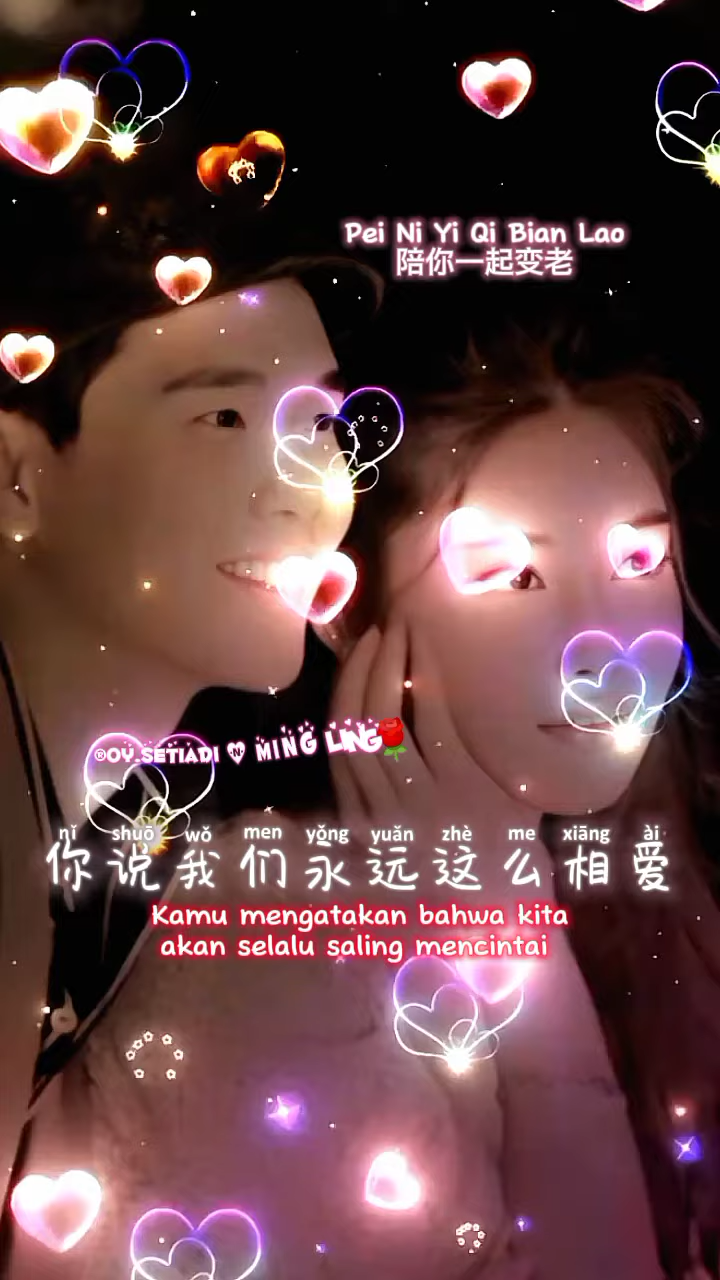 Pei Ni Yi Qi Bian Lao
陪你一起变老
®OY.SETIADI N MING LING
nǐ shuō wǒ men yǒng yuǎn zhè me xiāng ài
你说我们永远这么相爱
Kamu mengatakan bahwa kita
akan selalu saling mencintai